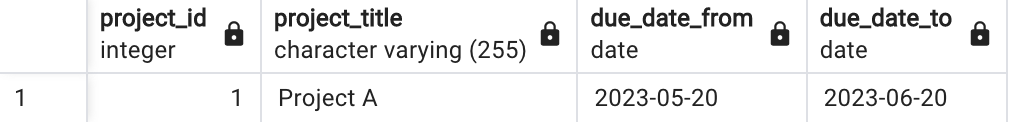 project_id project_title due_date_from due_date_to
integer character varying (255) date date
1 1 Project A 2023-05-20 2023-06-20